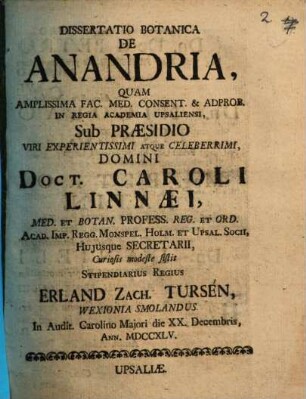 2
DISSERTATIO BOTANICA
DE
ANANDRIA,
QUAM
AMPLISSIMA FAC. MED. CONSENT. & ADPROB.
IN REGIA ACADEMIA UPSALIENSI,
Sub PRÆSIDIO
VIRI EXPERIENTISSIMI ATQUE CELEBERRIMI,
DOMINI
DOCT. CAROLI
LINNÆI,
MED. ET BOTAN. PROFESS. REG. ET ORD.
ACAD. IMP. REGG. MONSPEL. HOLM. ET UPSAL. SOCII,
HUJUSQUE SECRETARII,
Curiosis modeste sistit
STIPENDIARIUS REGIUS
ERLAND ZACH. TURSÉN,
WEXIONIA SMOLANDUS
In Audit. Carolino Majori die XX. Decembris,
ANN. MDCCXLV.
UPSALIÆ.